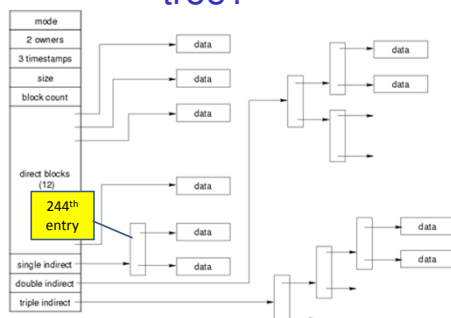 mode
2 owners
3 timestamps
size
block count
direct blocks
(12)
244th
entry
single indirect
double indirect
triple indirect
data
data
data
data
data
data
data
data
data
data